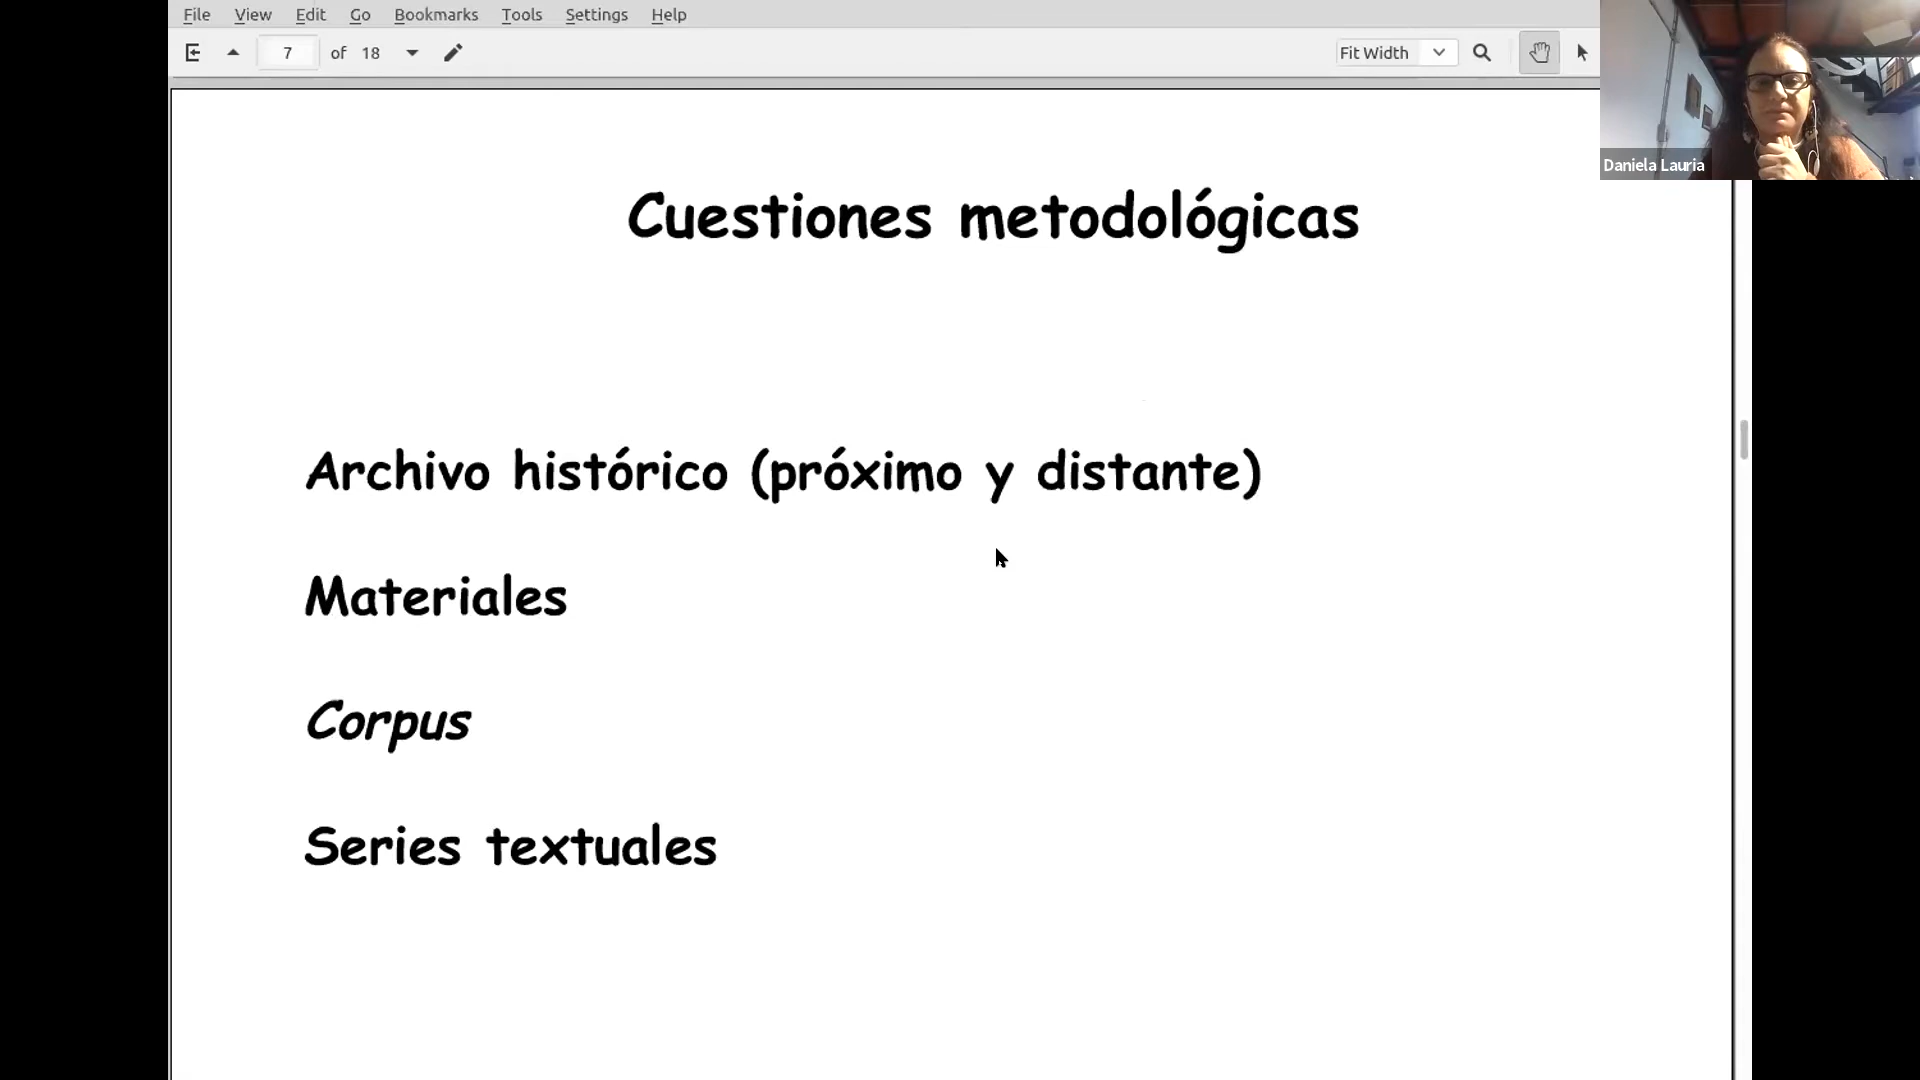 File View Edit Go Bookmarks Tools Settings Help
7 of 18 Fit Width
Daniela Lauria
Cuestiones metodológicas
Archivo histórico (próximo y distante)
Materiales
Corpus
Series textuales